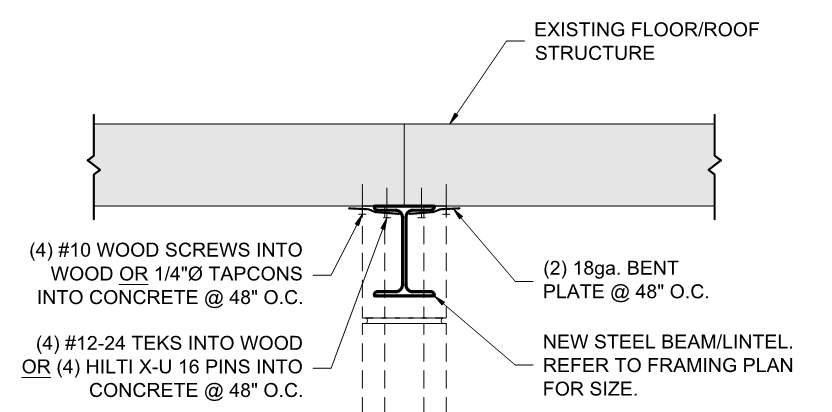 EXISTING FLOOR/ROOF
STRUCTURE
(4) #10 WOOD SCREWS INTO
WOOD OR 1/4"Ø TAPCONS
INTO CONCRETE @ 48" O.C.
(2) 18ga. BENT
PLATE @ 48" O.C.
(4) #12-24 TEKS INTO WOOD
OR (4) HILTI X-U 16 PINS INTO
CONCRETE @ 48" O.C.
NEW STEEL BEAM/LINTEL.
REFER TO FRAMING PLAN
FOR SIZE.